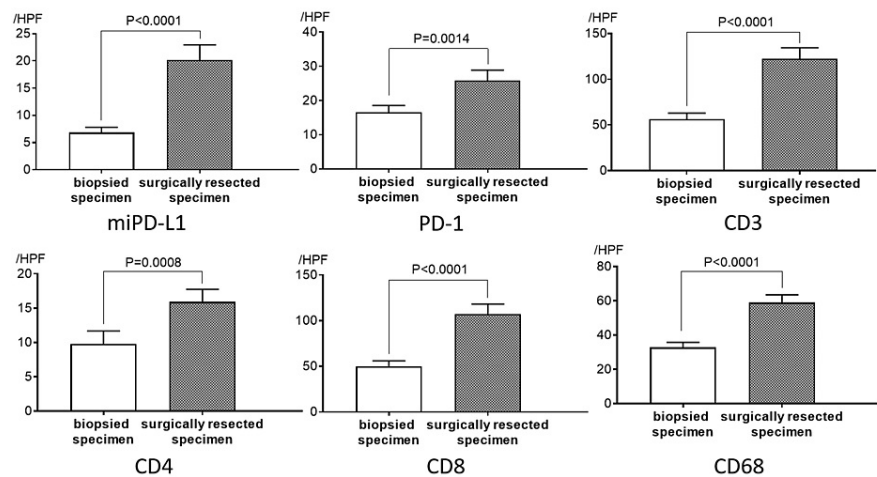 /HPF
P<0.0001
25
20
15
10
5
0
biopsied surgically resected
specimen specimen
miPD-L1
/HPF
P=0.0014
40
30
20
10
0
biopsied surgically resected
specimen specimen
PD-1
/HPF
P<0.0001
150
100
50
0
biopsied surgically resected
specimen specimen
CD3
/HPF
P=0.0008
20
15
10
5
0
biopsied surgically resected
specimen specimen
CD4
/HPF
P<0.0001
150
100
50
0
biopsied surgically resected
specimen specimen
CD8
/HPF
P<0.0001
80
60
40
20
0
biopsied surgically resected
specimen specimen
CD68